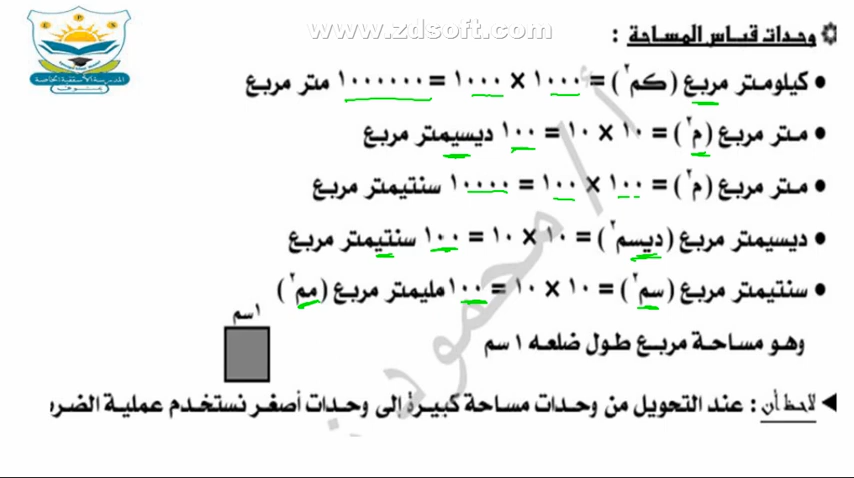 www.zdsoft.com
وحدات قياس المساحة :
• كيلومتر مربع (كم٢) = ١٠٠٠ × ١٠٠٠ = ١٠٠٠٠٠٠ متر مربع
• متر مربع (م٢) = ١٠ × ١٠ = ١٠٠ ديسيمتر مربع
• متر مربع (م٢) = ١٠٠ × ١٠٠ = ١٠٠٠٠ سنتيمتر مربع
• ديسيمتر مربع (ديسم٢) = ١٠ × ١٠ = ١٠٠ سنتيمتر مربع
• سنتيمتر مربع (سم٢) = ١٠ × ١٠ = ١٠٠ مليمتر مربع (مم٢)
١سم
وهو مساحة مربع طول ضلعه ١ سم
لاحظ أن : عند التحويل من وحدات مساحة كبيرة إلى وحدات أصغر نستخدم عملية الضر
أ / محمود